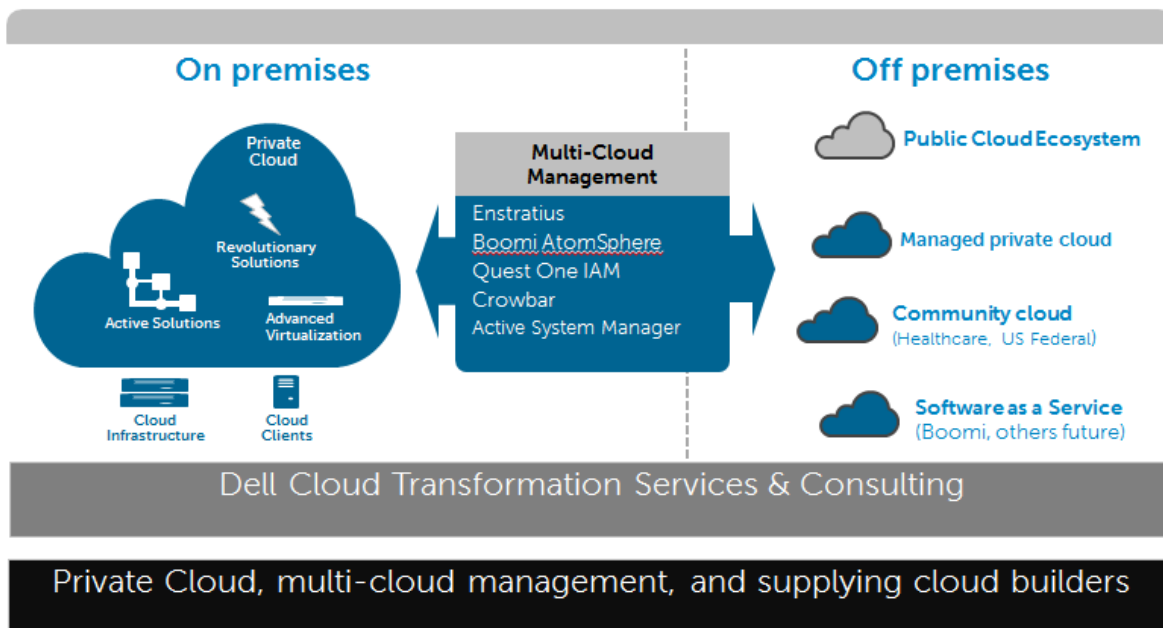 On premises
Off premises
Private
Cloud
Revolutionary
Solutions
Active Solutions
Advanced
Virtualization
Cloud
Infrastructure
Cloud
Clients
Multi-Cloud
Management
Enstratius
Boomi AtomSphere
Quest One IAM
Crowbar
Active System Manager
Public Cloud Ecosystem
Managed private cloud
Community cloud
(Healthcare, US Federal)
Software as a Service
(Boomi, others future)
Dell Cloud Transformation Services & Consulting
Private Cloud, multi-cloud management, and supplying cloud builders